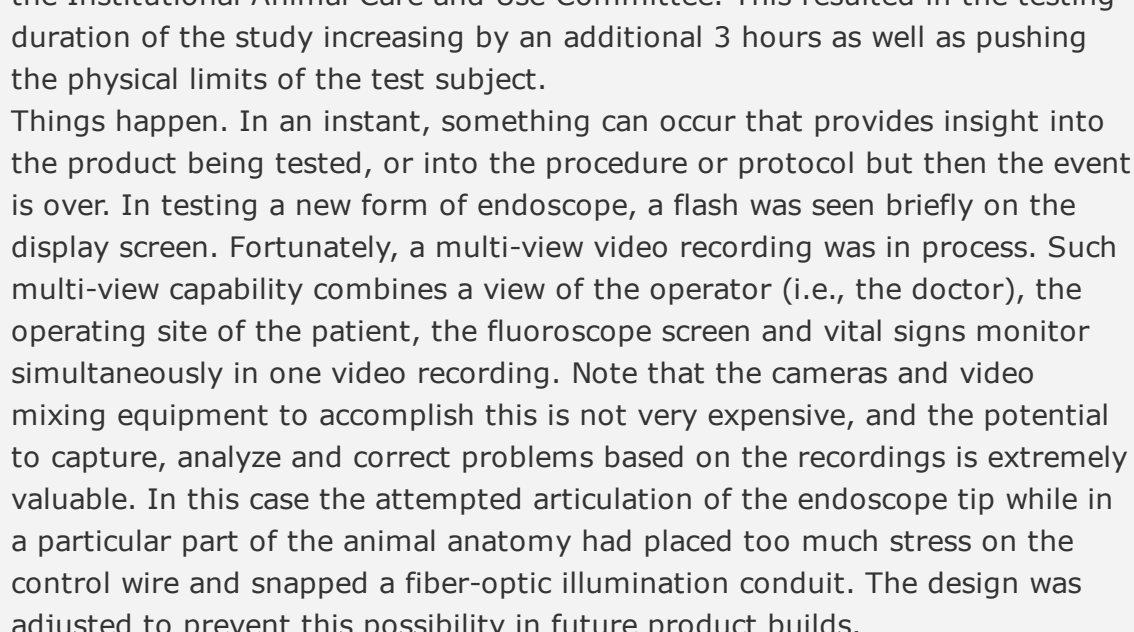 the Institutional Animal Care and Use Committee. This resulted in the testing
duration of the study increasing by an additional 3 hours as well as pushing
the physical limits of the test subject.
Things happen. In an instant, something can occur that provides insight into
the product being tested, or into the procedure or protocol but then the event
is over. In testing a new form of endoscope, a flash was seen briefly on the
display screen. Fortunately, a multi-view video recording was in process. Such
multi-view capability combines a view of the operator (i.e., the doctor), the
operating site of the patient, the fluoroscope screen and vital signs monitor
simultaneously in one video recording. Note that the cameras and video
mixing equipment to accomplish this is not very expensive, and the potential
to capture, analyze and correct problems based on the recordings is extremely
valuable. In this case the attempted articulation of the endoscope tip while in
a particular part of the animal anatomy had placed too much stress on the
control wire and snapped a fiber-optic illumination conduit. The design was
adjusted to prevent this possibility in future product builds.